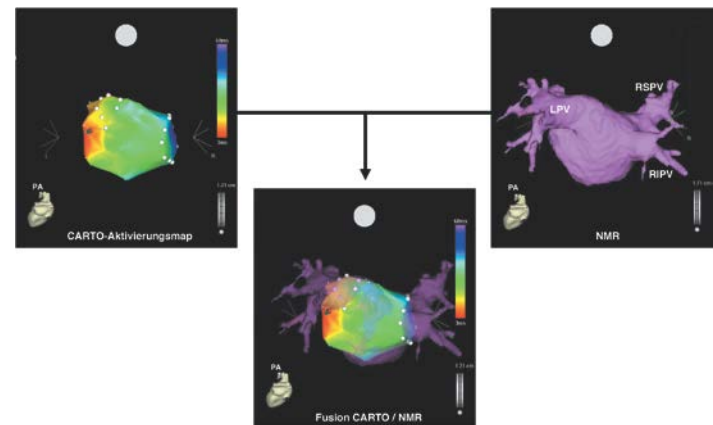 PA
CARTO-Aktivierungsmap
LPV
RSPV
RIPV
PA
NMR
PA
Fusion CARTO / NMR